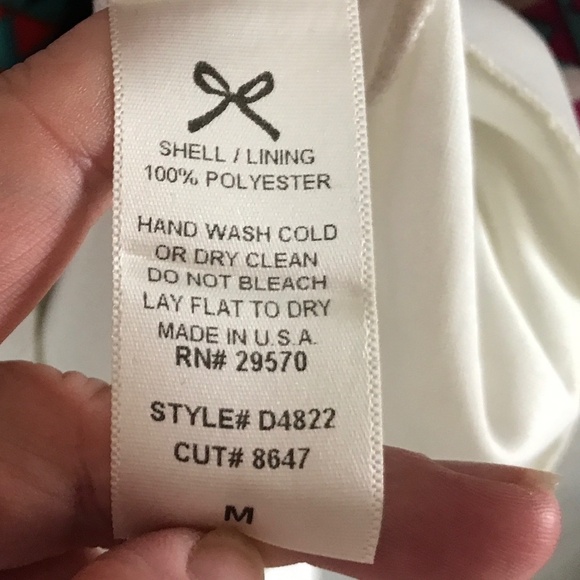 SHELL / LINING
100% POLYESTER
HAND WASH COLD
OR DRY CLEAN
DO NOT BLEACH
LAY FLAT TO DRY
MADE IN U.S.A.
RN# 29570
STYLE# D4822
CUT# 8647
M